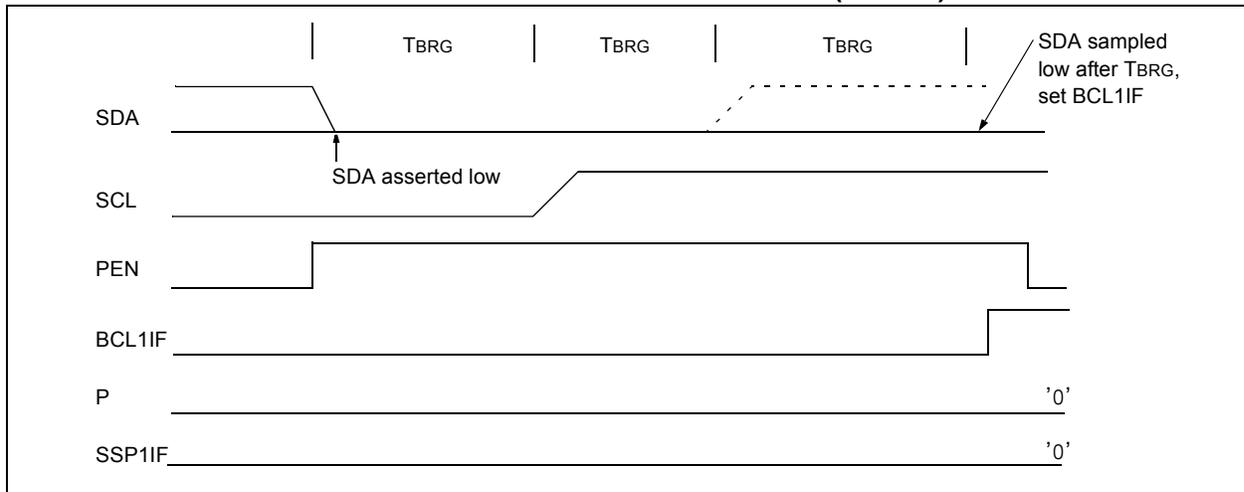 TBRG
TBRG
TBRG
SDA sampled
low after TBRG,
set BCL1IF
SDA
SDA asserted low
SCL
PEN
BCL1IF
P
'0'
SSP1IF
'0'